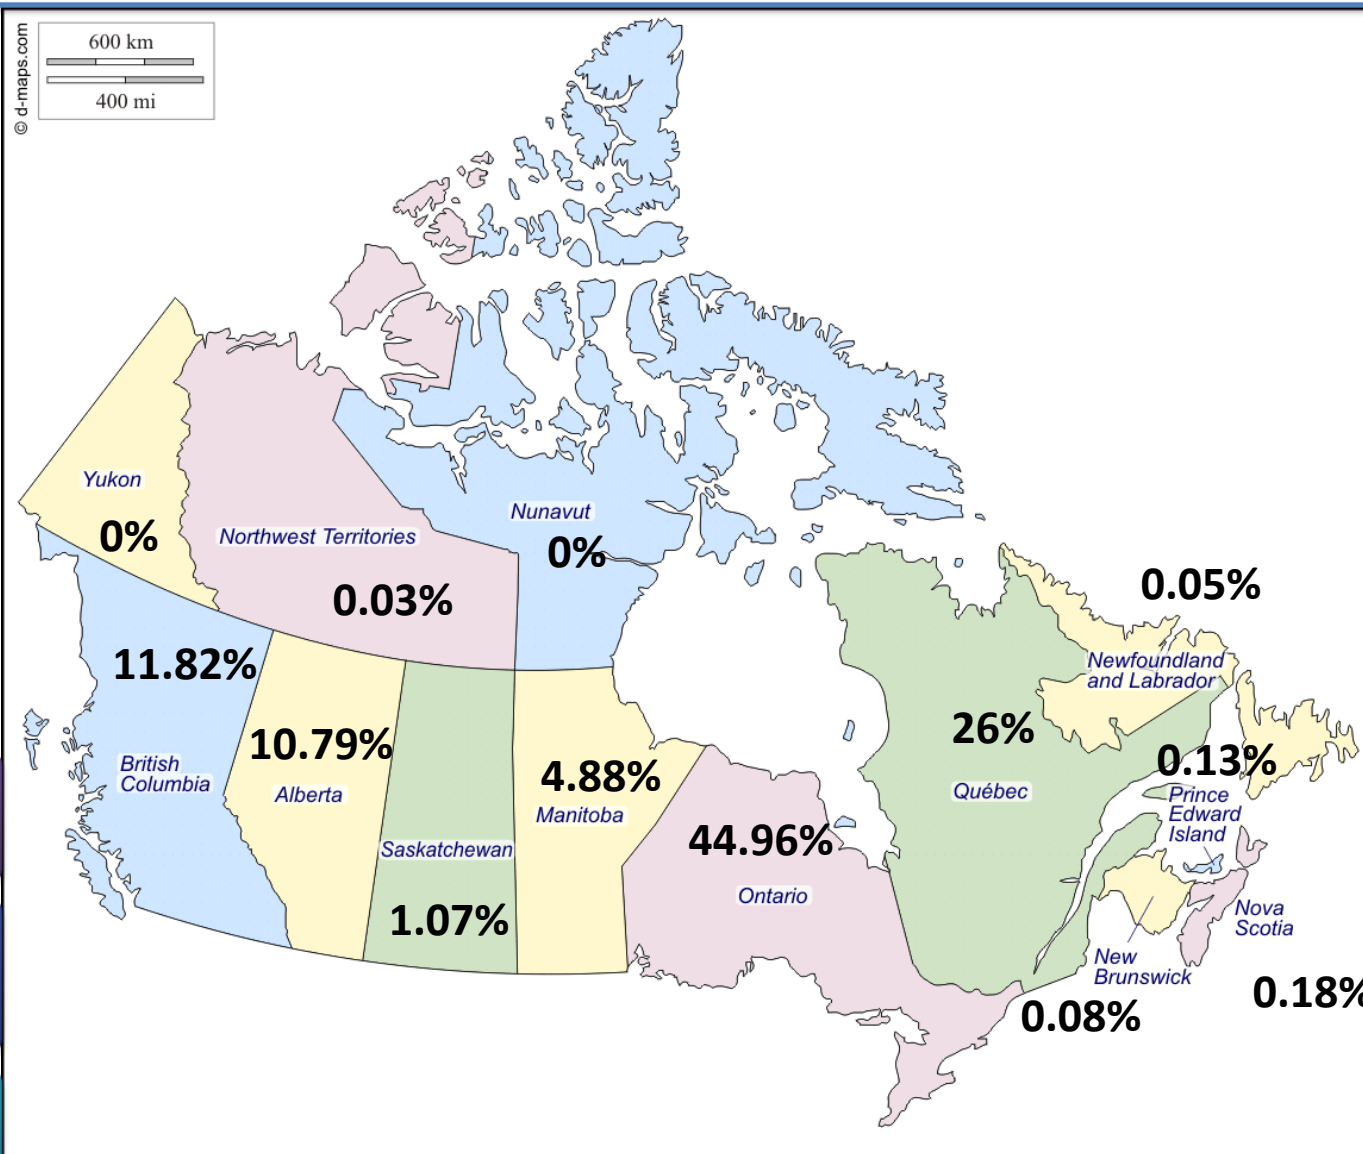 © d-maps.com
600 km
400 mi
Yukon
0%
Northwest Territories
0.03%
Nunavut
0%
0.05%
Newfoundland
and Labrador
11.82%
British
Columbia
10.79%
Alberta
Saskatchewan
1.07%
4.88%
Manitoba
44.96%
Ontario
26%
Québec
0.13%
Prince
Edward
Island
Nova
Scotia
0.18%
New
Brunswick
0.08%